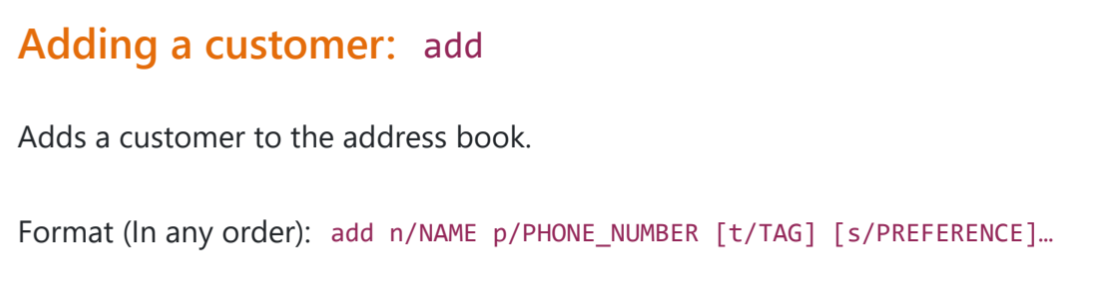 Adding a customer: add
Adds a customer to the address book.
Format (In any order): add n/NAME p/PHONE_NUMBER [t/TAG] [s/PREFERENCE]…